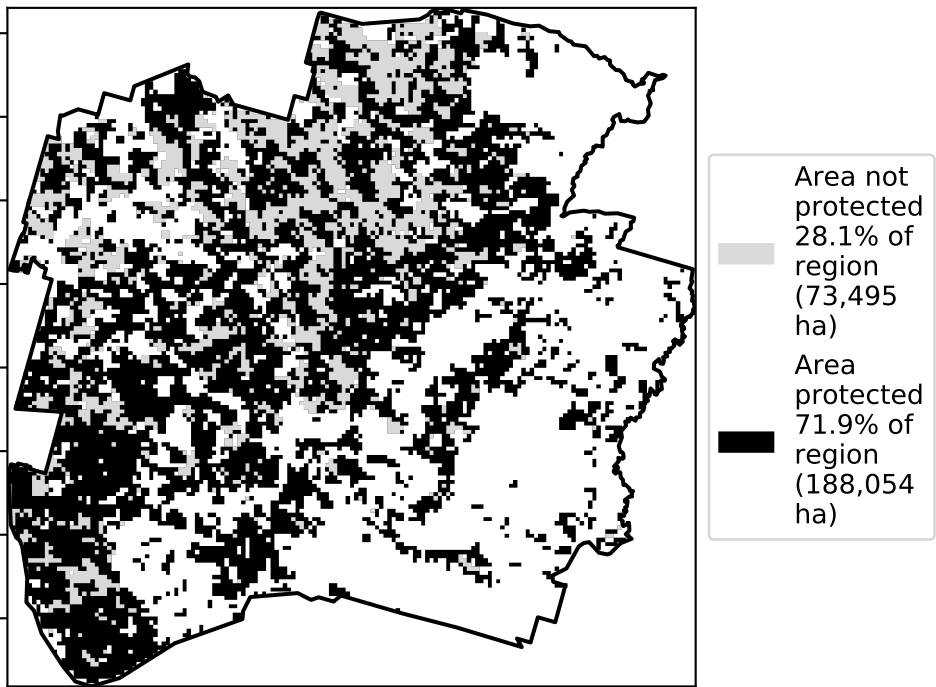 Area not
protected
28.1% of
region
(73,495
ha)
Area
protected
71.9% of
region
(188,054
ha)